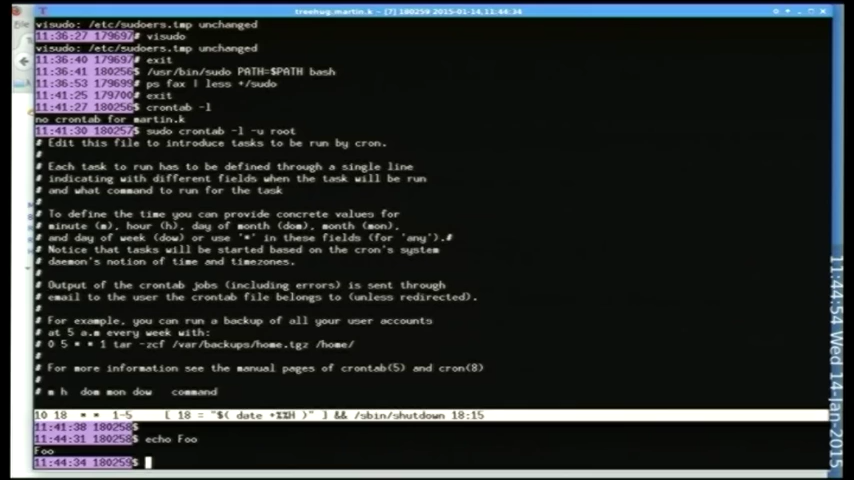 treehug:martin.k - [7] 180259 2015-01-14,11:44:34
visudo: /etc/sudoers.tmp unchanged
11:36:27 179697# visudo
visudo: /etc/sudoers.tmp unchanged
11:36:40 179697# exit
11:36:41 180256$ /usr/bin/sudo PATH=$PATH bash
11:36:53 179699# ps fax | less +/sudo
11:41:25 179700# exit
11:41:27 180256$ crontab -l
no crontab for martin.k
11:41:30 180257$ sudo crontab -l -u root
# Edit this file to introduce tasks to be run by cron.
#
# Each task to run has to be defined through a single line
# indicating with different fields when the task will be run
# and what command to run for the task
#
# To define the time you can provide concrete values for
# minute (m), hour (h), day of month (dom), month (mon),
# and day of week (dow) or use '*' in these fields (for 'any').#
# Notice that tasks will be started based on the cron's system
# daemon's notion of time and timezones.
#
# Output of the crontab jobs (including errors) is sent through
# email to the user the crontab file belongs to (unless redirected).
#
# For example, you can run a backup of all your user accounts
# at 5 a.m every week with:
# 0 5 * * 1 tar -zcf /var/backups/home.tgz /home/
#
# For more information see the manual pages of crontab(5) and cron(8)
#
# m h  dom mon dow   command
10 18  * *  1-5     [ 18 = "$( date +%%H )" ] && /sbin/shutdown 18:15
11:41:38 180258$
11:44:31 180258$ echo Foo
Foo
11:44:34 180259$
11:44:54 Wed 14-Jan-2015